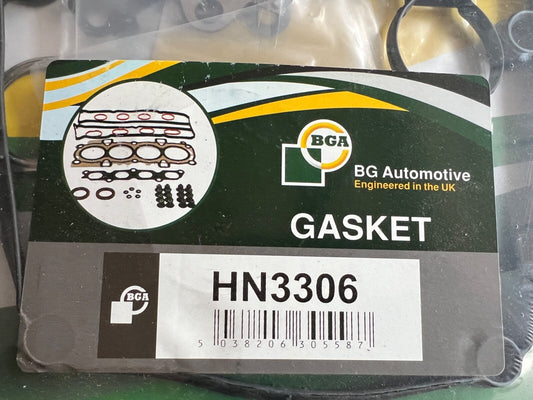 BGA
BG Automotive
Engineered in the UK
GASKET
BGA
HN3306
5 038206 305587